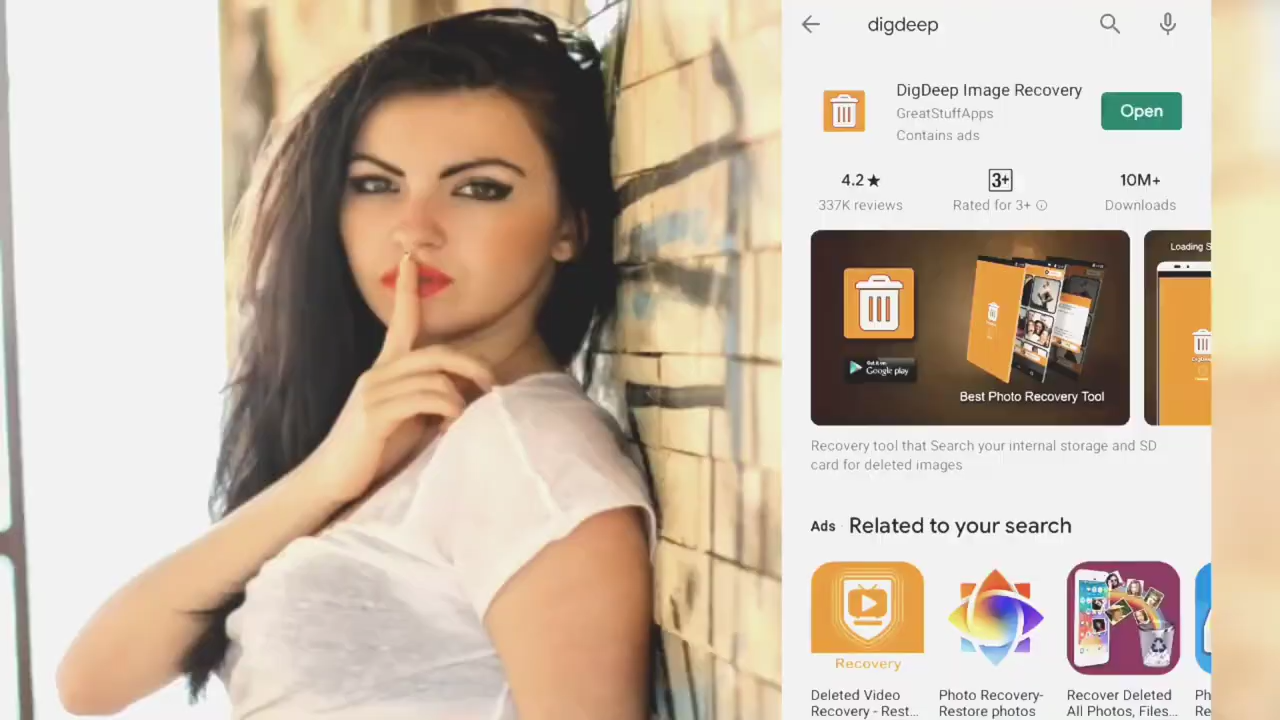 digdeep
DigDeep Image Recovery
GreatStuffApps
Contains ads
Open
4.2★
337K reviews
3+
Rated for 3+
10M+
Downloads
Get it on
Google play
Best Photo Recovery Tool
Loading S
Recovery tool that Search your internal storage and SD
card for deleted images
Ads · Related to your search
Recovery
Deleted Video
Recovery - Rest...
Photo Recovery-
Restore photos
Recover Deleted
All Photos, Files...
Ph
Re